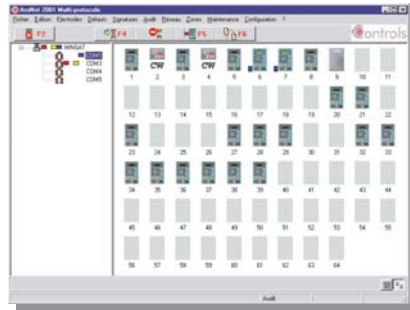 AmiNet 2001 Multi-protocole
Fichier Edition Electrodes Défauts Signatures Audit Réseau Zones Maintenance Configuration ?
F2 F4 F5 F6
Controls
MINGAT
COM2
COM3
COM4
COM5
CW CW
1 2 3 4 5 6 7 8 9 10 11
12 13 14 15 16 17 18 19 20 21 22
23 24 25 26 27 28 29 30 31 32 33
34 35 36 37 38 39 40 41 42 43 44
45 46 47 48 49 50 51 52 53 54 55
56 57 58 59 60 61 62 63 64
Audit